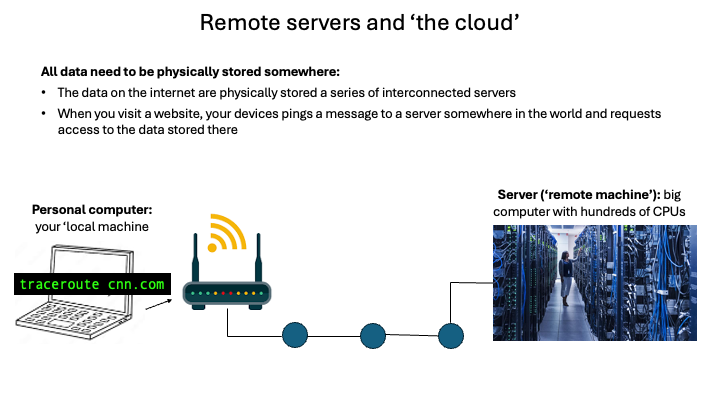 Remote servers and ‘the cloud’
All data need to be physically stored somewhere:
• The data on the internet are physically stored a series of interconnected servers
• When you visit a website, your devices pings a message to a server somewhere in the world and requests
access to the data stored there
Personal computer:
your ‘local machine
traceroute cnn.com
Server (‘remote machine’): big
computer with hundreds of CPUs